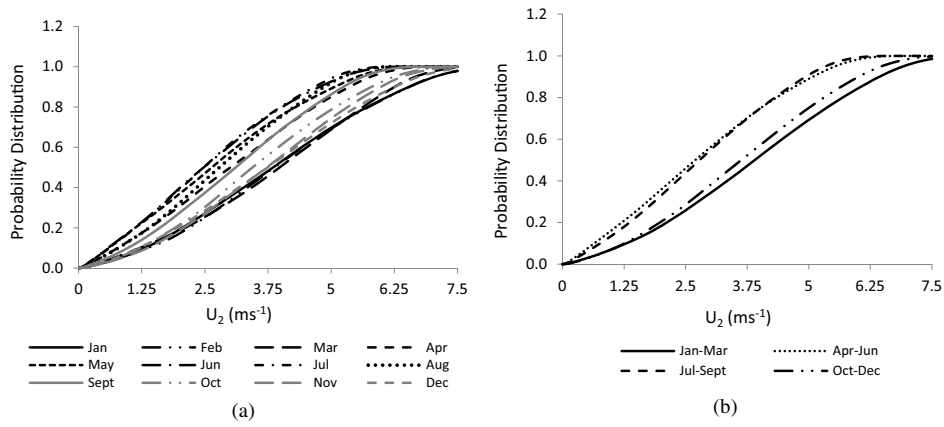 Probability Distribution
1.0
0.8
0.6
0.4
0.2
0.0
0 1.25 2.5 3.75 5 6.25 7.5
U2 (ms-1)
Jan Feb Mar Apr
May Jun Jul Aug
Sept Oct Nov Dec
(a)
Probability Distribution
1.0
0.8
0.6
0.4
0.2
0.0
0 1.25 2.5 3.75 5 6.25 7.5
U2 (ms-1)
Jan-Mar Apr-Jun
Jul-Sept Oct-Dec
(b)